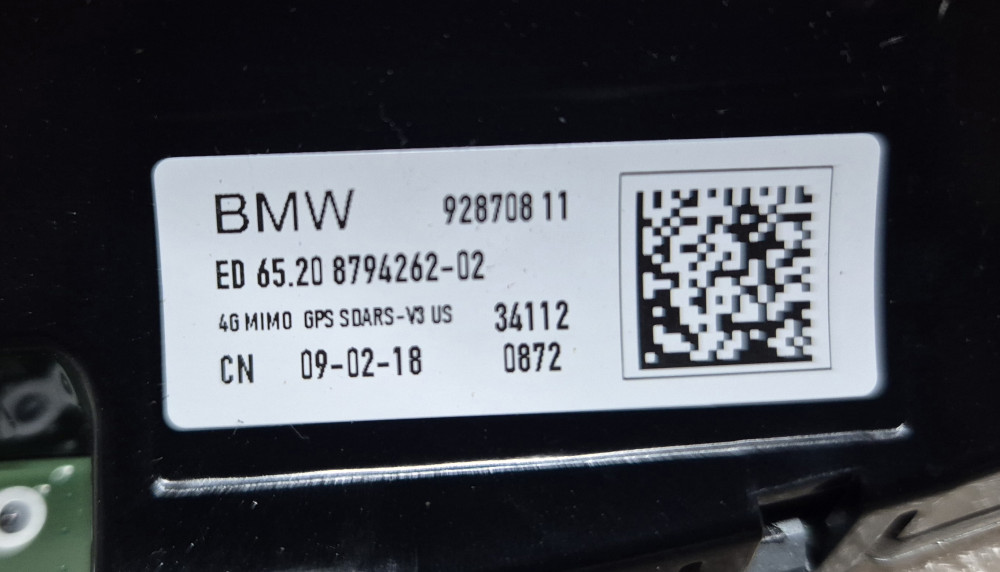 BMW 928708 11
ED 65.20 8794262-02
4G MIMO GPS SDARS-V3 US 34112
CN 09-02-18 0872